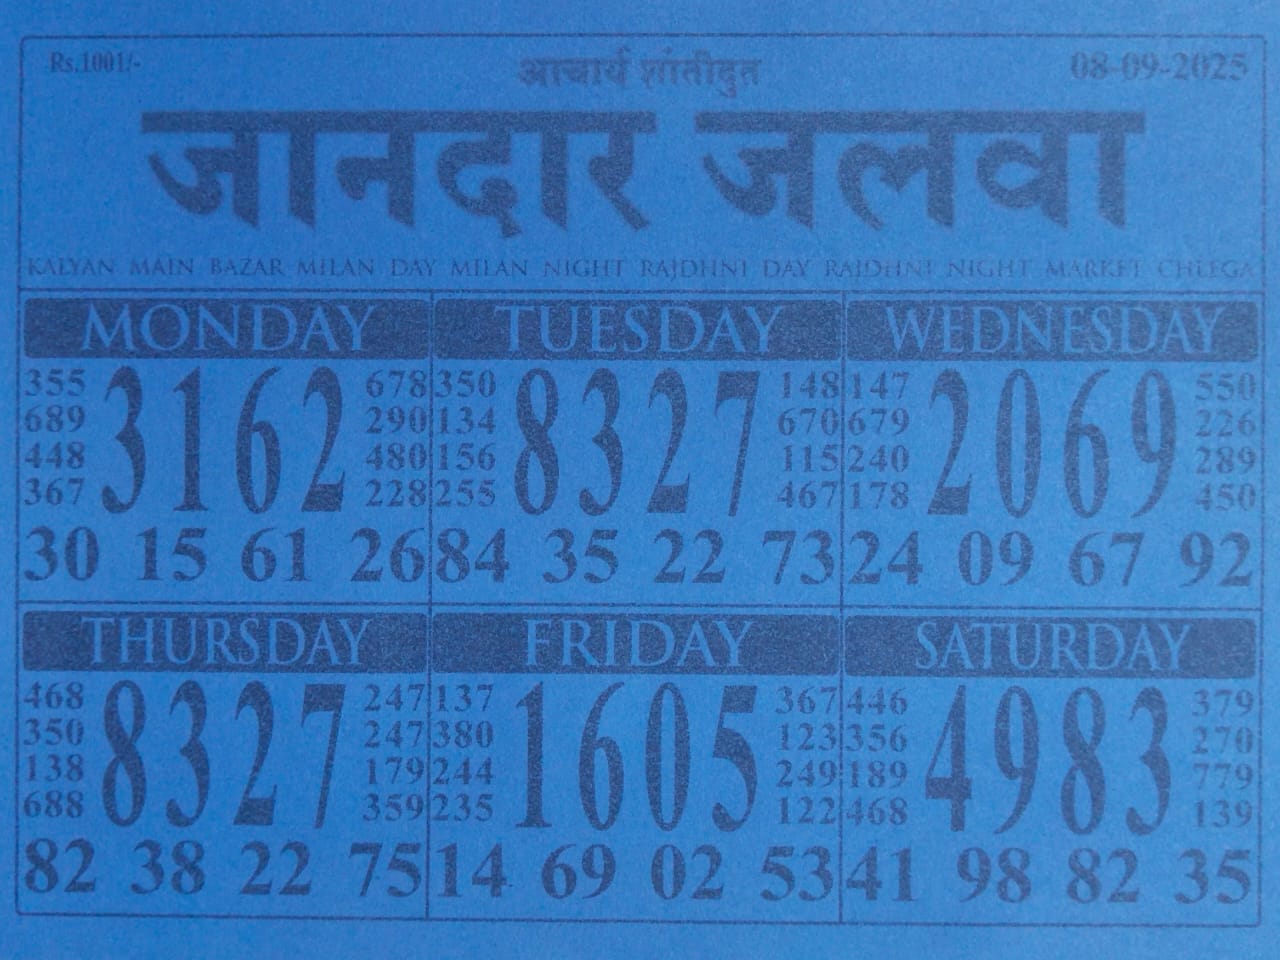 Rs.1001/- आचार्य शांतीदुत 08-09-2025
जानदार जलवा
KALYAN MAIN BAZAR MILAN DAY MILAN NIGHT RAJDHNI DAY RAJDHNI NIGHT MARKET CHLEGA
MONDAY
355 678
689 290
3162
448 480
367 228
30 15 61 26
TUESDAY
350 148
134 670
8327
156 115
255 467
84 35 22 73
WEDNESDAY
147 550
679 226
2069
240 289
178 450
24 09 67 92
THURSDAY
468 247
350 247
8327
138 179
688 359
82 38 22 75
FRIDAY
137 367
380 123
1605
244 249
235 122
14 69 02 53
SATURDAY
446 379
356 270
4983
189 779
468 139
41 98 82 35